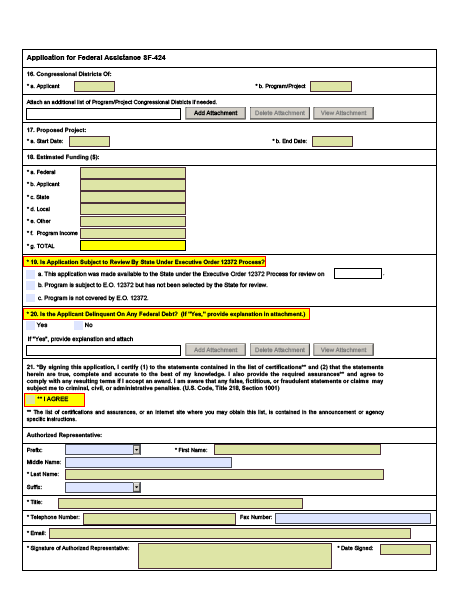 Application for Federal Assistance SF-424
16. Congressional Districts Of:
* a. Applicant
* b. Program/Project
Attach an additional list of Program/Project Congressional Districts if needed.
Add Attachment Delete Attachment View Attachment
17. Proposed Project:
* a. Start Date:
* b. End Date:
18. Estimated Funding ($):
* a. Federal
* b. Applicant
* c. State
* d. Local
* e. Other
* f. Program Income
* g. TOTAL
* 19. Is Application Subject to Review By State Under Executive Order 12372 Process?
a. This application was made available to the State under the Executive Order 12372 Process for review on .
b. Program is subject to E.O. 12372 but has not been selected by the State for review.
c. Program is not covered by E.O. 12372.
* 20. Is the Applicant Delinquent On Any Federal Debt? (If "Yes," provide explanation in attachment.)
Yes No
If "Yes", provide explanation and attach
Add Attachment Delete Attachment View Attachment
21. *By signing this application, I certify (1) to the statements contained in the list of certifications** and (2) that the statements
herein are true, complete and accurate to the best of my knowledge. I also provide the required assurances** and agree to
comply with any resulting terms if I accept an award. I am aware that any false, fictitious, or fraudulent statements or claims may
subject me to criminal, civil, or administrative penalties. (U.S. Code, Title 218, Section 1001)
** I AGREE
** The list of certifications and assurances, or an internet site where you may obtain this list, is contained in the announcement or agency
specific instructions.
Authorized Representative:
Prefix:
* First Name:
Middle Name:
* Last Name:
Suffix:
* Title:
* Telephone Number:
Fax Number:
* Email:
* Signature of Authorized Representative:
* Date Signed: